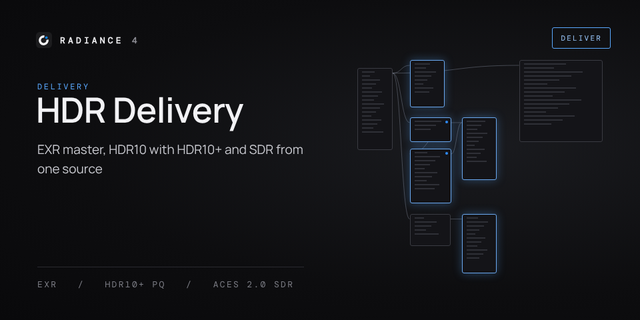 RADIANCE 4
DELIVER
DELIVERY
HDR Delivery
EXR master, HDR10 with HDR10+ and SDR from
one source
EXR / HDR10+ PQ / ACES 2.0 SDR